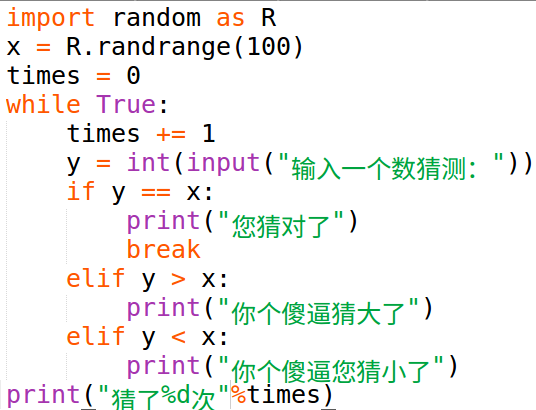 import random as R
x = R.randrange(100)
times = 0
while True:
    times += 1
    y = int(input("输入一个数猜测："))
    if y == x:
        print("您猜对了")
        break
    elif y > x:
        print("你个傻逼猜大了")
    elif y < x:
        print("你个傻逼您猜小了")
print("猜了%d次"%times)